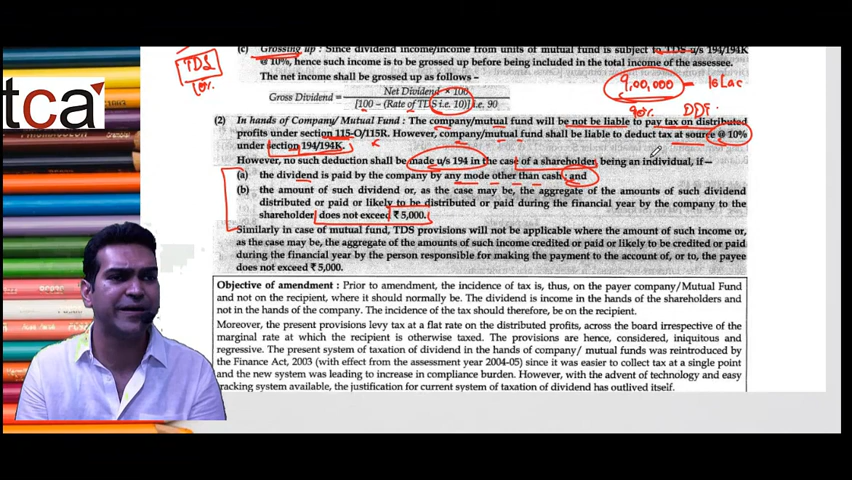 (c) Grossing up : Since dividend income/income from units of mutual fund is subject to TDS u/s 194/194K
@ 10%, hence such income is to be grossed up before being included in the total income of the assessee.
The net income shall be grossed up as follows –
TDS
10%
9,00,000 – 10 Lac
90%
tca
Gross Dividend = Net Dividend × 100
[100 – (Rate of TDS i.e. 10)] i.e. 90
(2) In hands of Company/ Mutual Fund : The company/mutual fund will be not be liable to pay tax on distributed
profits under section 115-O/115R. However, company/mutual fund shall be liable to deduct tax at source @ 10%
under section 194/194K.
However, no such deduction shall be made u/s 194 in the case of a shareholder, being an individual, if—
(a) the dividend is paid by the company by any mode other than cash ; and
(b) the amount of such dividend or, as the case may be, the aggregate of the amounts of such dividend
distributed or paid or likely to be distributed or paid during the financial year by the company to the
shareholder does not exceed ₹ 5,000.
Similarly in case of mutual fund, TDS provisions will not be applicable where the amount of such income or,
as the case may be, the aggregate of the amounts of such income credited or paid or likely to be credited or paid
during the financial year by the person responsible for making the payment to the account of, or to, the payee
does not exceed ₹ 5,000.
Objective of amendment : Prior to amendment, the incidence of tax is, thus, on the payer company/Mutual Fund
and not on the recipient, where it should normally be. The dividend is income in the hands of the shareholders and
not in the hands of the company. The incidence of the tax should therefore, be on the recipient.
Moreover, the present provisions levy tax at a flat rate on the distributed profits, across the board irrespective of the
marginal rate at which the recipient is otherwise taxed. The provisions are hence, considered, iniquitous and
regressive. The present system of taxation of dividend in the hands of company/ mutual funds was reintroduced by
the Finance Act, 2003 (with effect from the assessment year 2004-05) since it was easier to collect tax at a single point
and the new system was leading to increase in compliance burden. However, with the advent of technology and easy
tracking system available, the justification for current system of taxation of dividend has outlived itself.